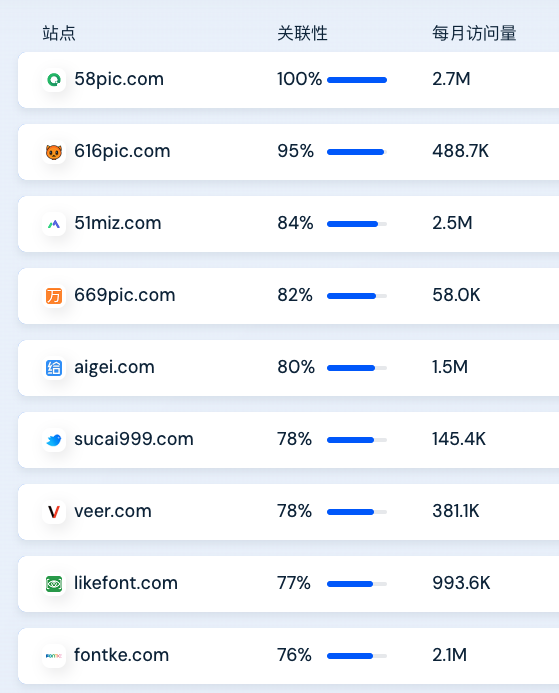 站点 关联性 每月访问量
58pic.com 100% 2.7M
616pic.com 95% 488.7K
51miz.com 84% 2.5M
万 669pic.com 82% 58.0K
给 aigei.com 80% 1.5M
sucai999.com 78% 145.4K
veer.com 78% 381.1K
likefont.com 77% 993.6K
fontke.com 76% 2.1M